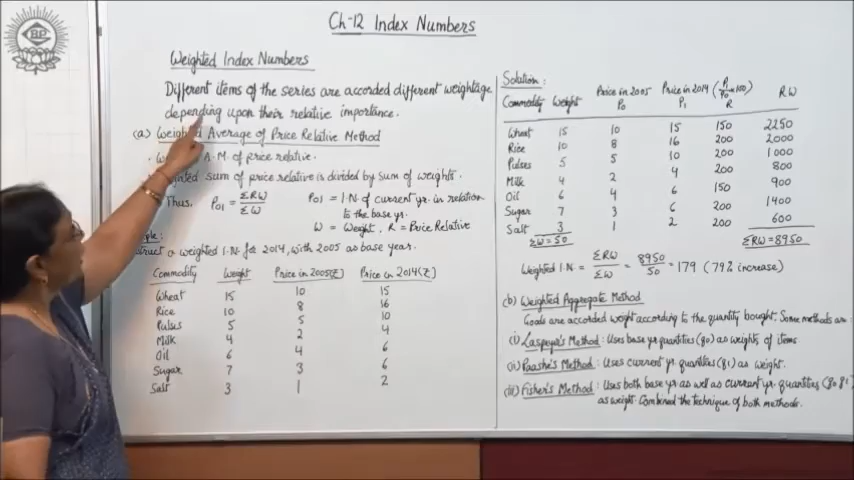 Ch-12 Index Numbers
BP
Weighted Index Numbers
Different items of the series are accorded different weightage
depending upon their relative importance.
(a) Weighted Average of Price Relative Method
A.M. of price relative.
sum of price relative is divided by sum of weights.
Thus, P01 = ΣRW / ΣW
P01 = I.N. of current yr. in relation
to the base yr.
W = Weight, R = Price Relative
a weighted I.N. for 2014, with 2005 as base year.
Commodity Weight Price in 2005(₹) Price in 2014(₹)
Wheat 15 10 15
Rice 10 8 16
Pulses 5 5 10
Milk 4 2 4
Oil 6 4 6
Sugar 7 3 6
Salt 3 1 2
Solution:
Commodity Weight Price in 2005 P0 Price in 2014 P1 (P1/P0 ×100) R RW
Wheat 15 10 15 150 2250
Rice 10 8 16 200 2000
Pulses 5 5 10 200 1000
Milk 4 2 4 200 800
Oil 6 4 6 150 900
Sugar 7 3 6 200 1400
Salt 3 1 2 200 600
ΣW=50 ΣRW=8950
Weighted I.N. = ΣRW / ΣW = 8950 / 50 = 179 (79% increase)
(b) Weighted Aggregate Method
Goods are accorded weight according to the quantity bought. Some methods are:
(i) Laspeyre's Method: Uses base yr quantities (q0) as weights of items
(ii) Paashe's Method: Uses current yr. quantities (q1) as weight.
(iii) Fisher's Method: Uses both base yr as well as current yr. quantities (q0 q1)
as weight. Combined the technique of both methods.